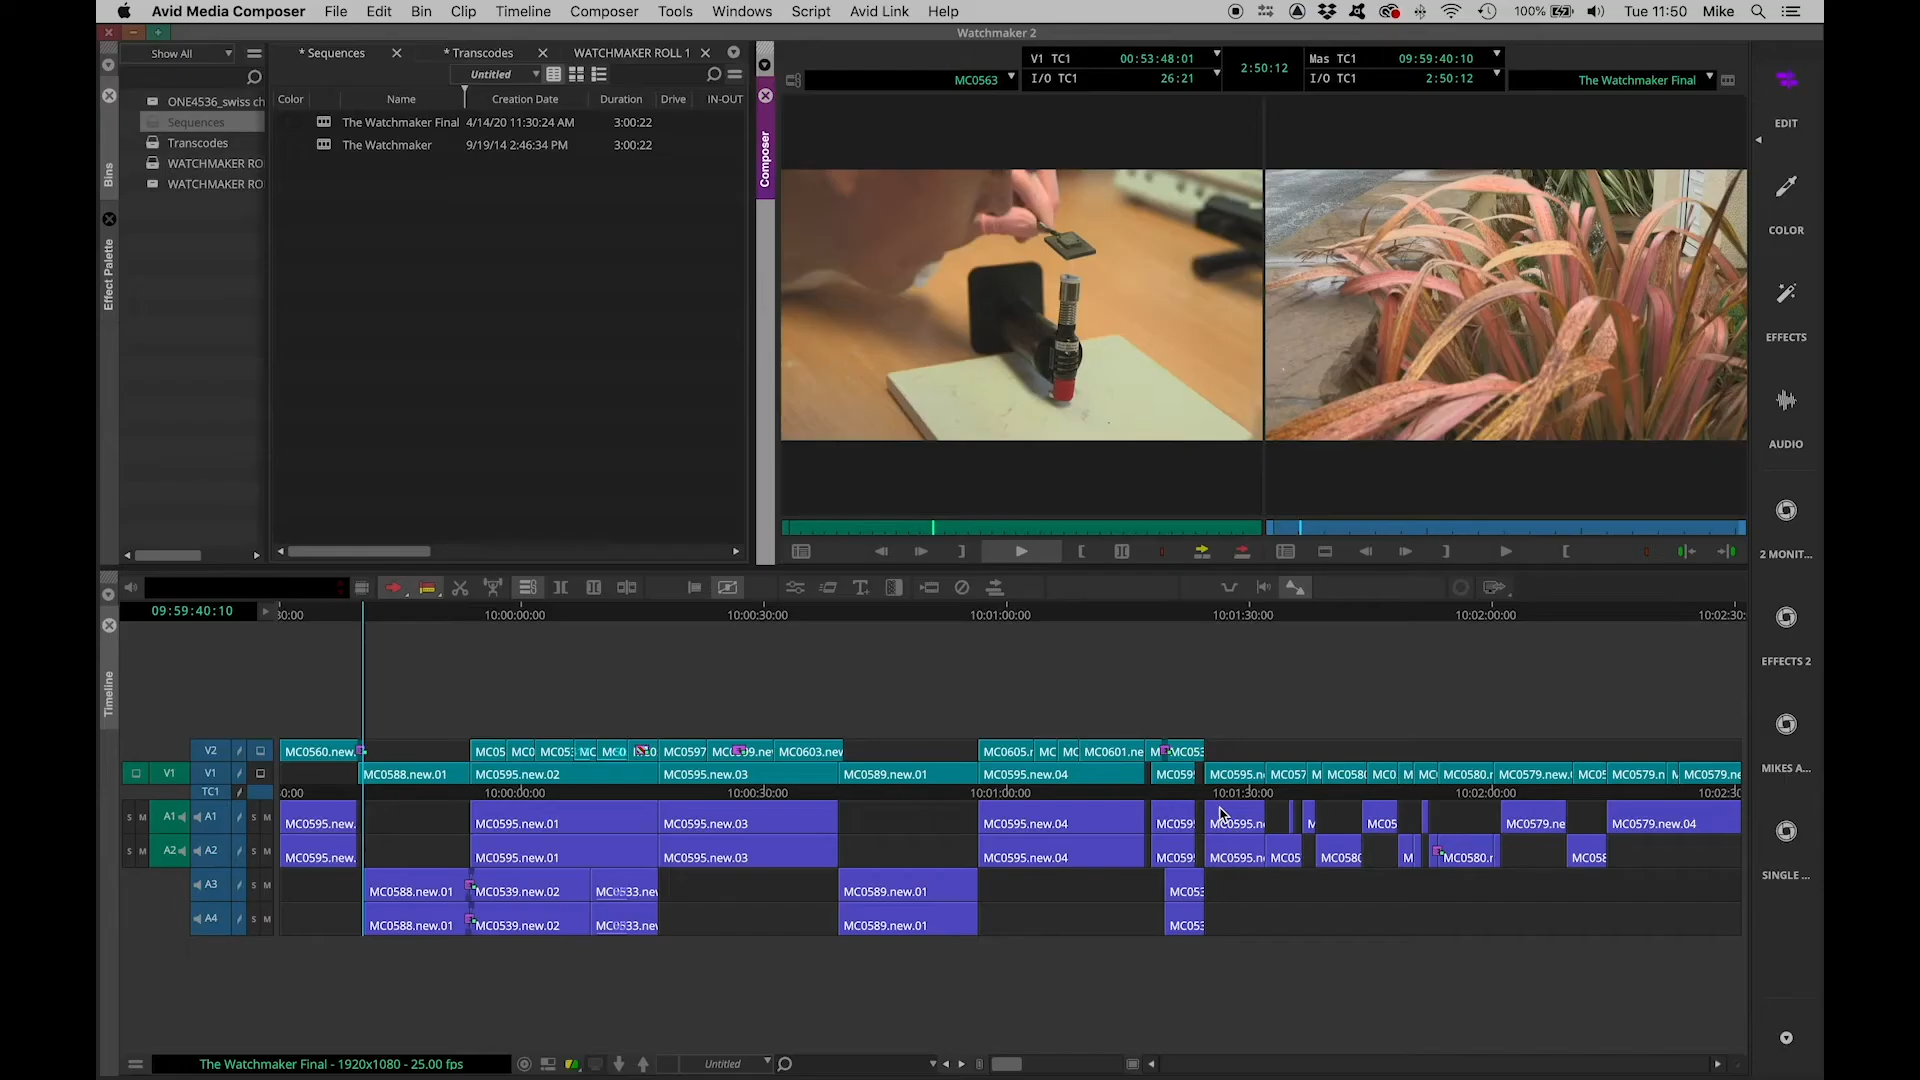 Avid Media Composer File Edit Bin Clip Timeline Composer Tools Windows Script Avid Link Help 100% Tue 11:50 Mike
Watchmaker 2
Show All
* Sequences
* Transcodes
WATCHMAKER ROLL 1
Untitled
Color Name Creation Date Duration Drive IN-OUT
ONE4536_swiss ch
Sequences
Transcodes
WATCHMAKER RO
WATCHMAKER RO
The Watchmaker Final 4/14/20 11:30:24 AM 3:00:22
The Watchmaker 9/19/14 2:46:34 PM 3:00:22
Bins
Effect Palette
Composer
MC0563
V1 TC1 00:53:48:01
I/O TC1 26:21
2:50:12
Mas TC1 09:59:40:10
I/O TC1 2:50:12
The Watchmaker Final
EDIT
COLOR
EFFECTS
AUDIO
2 MONIT...
EFFECTS 2
MIKES A...
SINGLE ...
Timeline
09:59:40:10
30:00 10:00:00:00 10:00:30:00 10:01:00:00 10:01:30:00 10:02:00:00 10:02:30:
V2 MC0560.new. MC05 MC0 MC053 MC0597 MC0603.new MC0605.r MC MC MC0601.ne MC053
V1 V1 MC0588.new.01 MC0595.new.02 MC0595.new.03 MC0589.new.01 MC0595.new.04 MC059 MC0595.n MC057 M MC058 MC0 M MC MC0580.r MC0579.new. MC05 MC0579.n MC0579.ne
TC1 :0:00 10:00:00:00 10:00:30:00 10:01:00:00 10:01:30:00 10:02:00:00 10:02:30
S M A1 A1 S M MC0595.new. MC0595.new.01 MC0595.new.03 MC0595.new.04 MC059 MC0595.n M MC05 MC0579.ne MC0579.new.04
S M A2 A2 S M MC0595.new. MC0595.new.01 MC0595.new.03 MC0595.new.04 MC059 MC0595.n MC05 MC0580 M MC0580.r MC058
A3 S M MC0588.new.01 MC0539.new.02 MC0589.new.01 MC053
A4 S M MC0588.new.01 MC0539.new.02 MC0589.new.01 MC053
The Watchmaker Final - 1920x1080 - 25.00 fps
Untitled